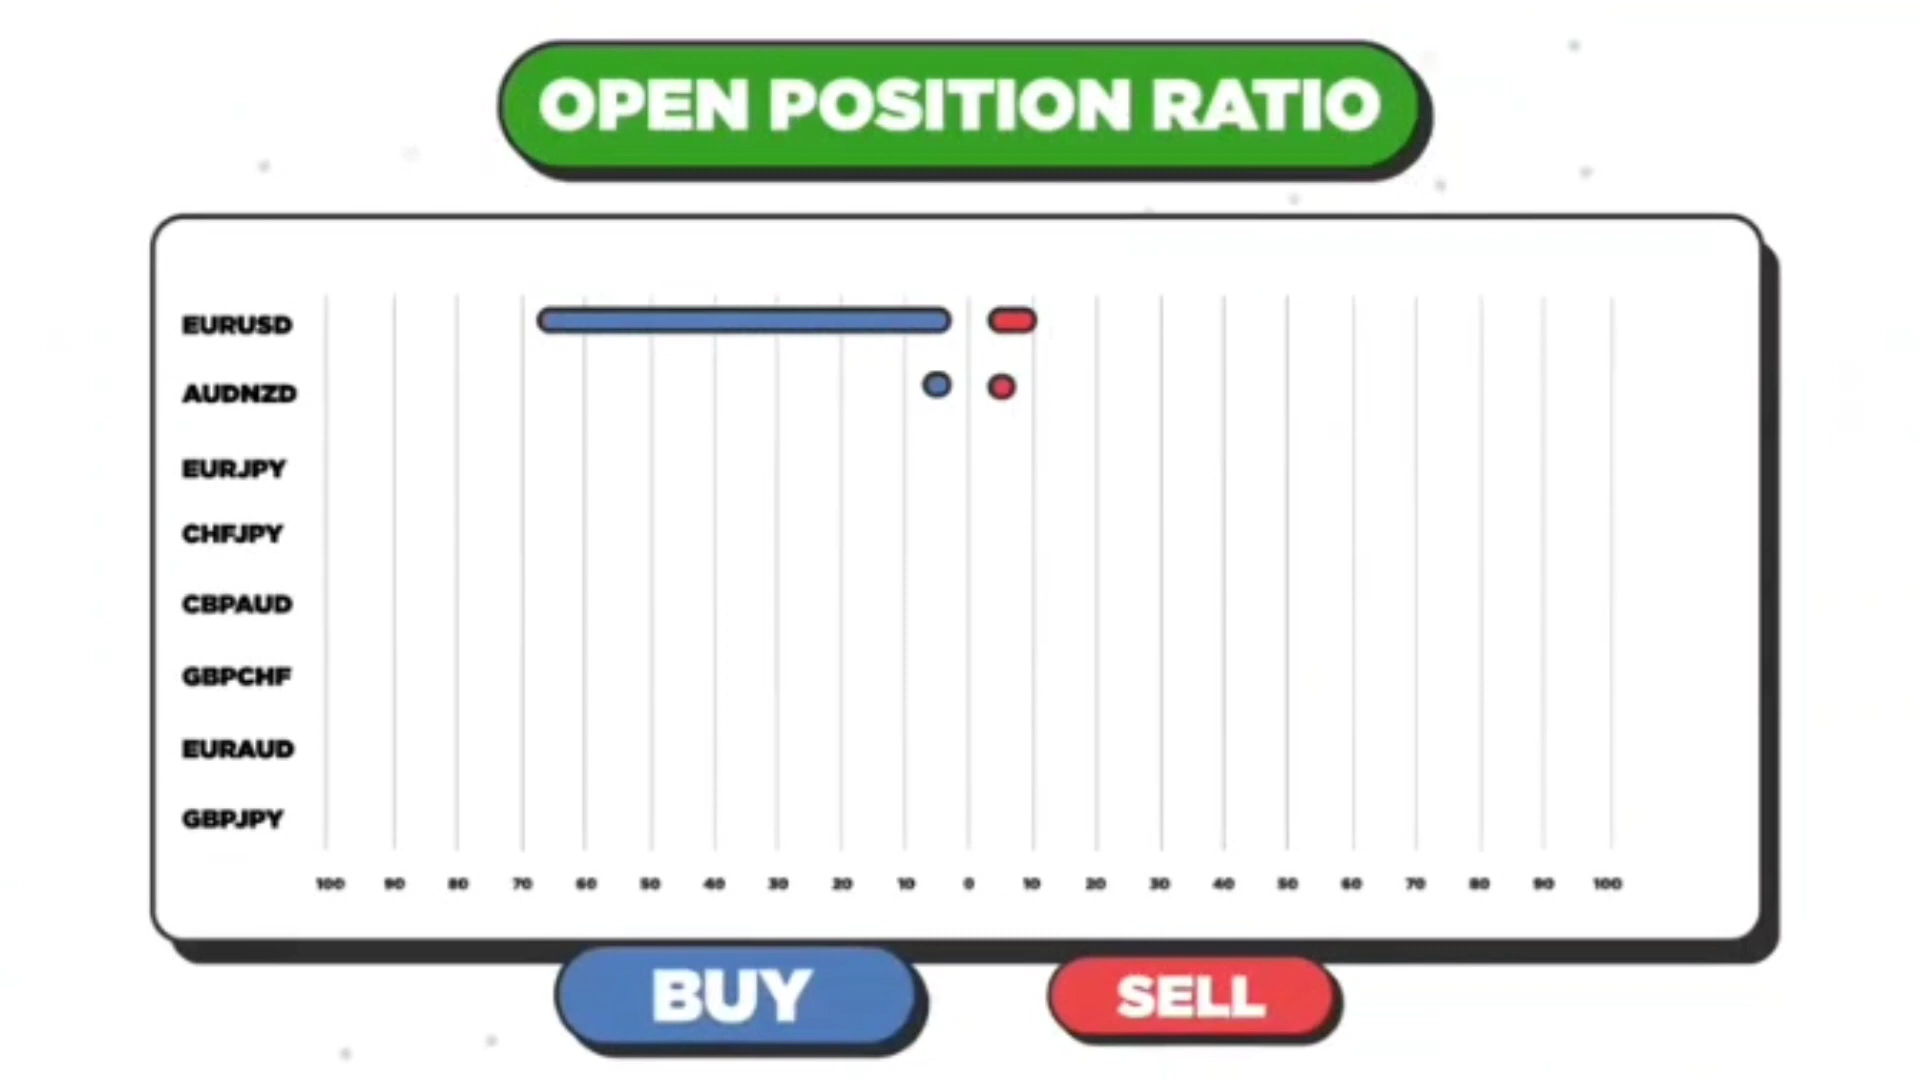 OPEN POSITION RATIO
EURUSD
AUDNZD
EURJPY
CHFJPY
CBPAUD
GBPCHF
EURAUD
GBPJPY
100 90 80 70 60 50 40 30 20 10 0 10 20 30 40 50 60 70 80 90 100
BUY SELL